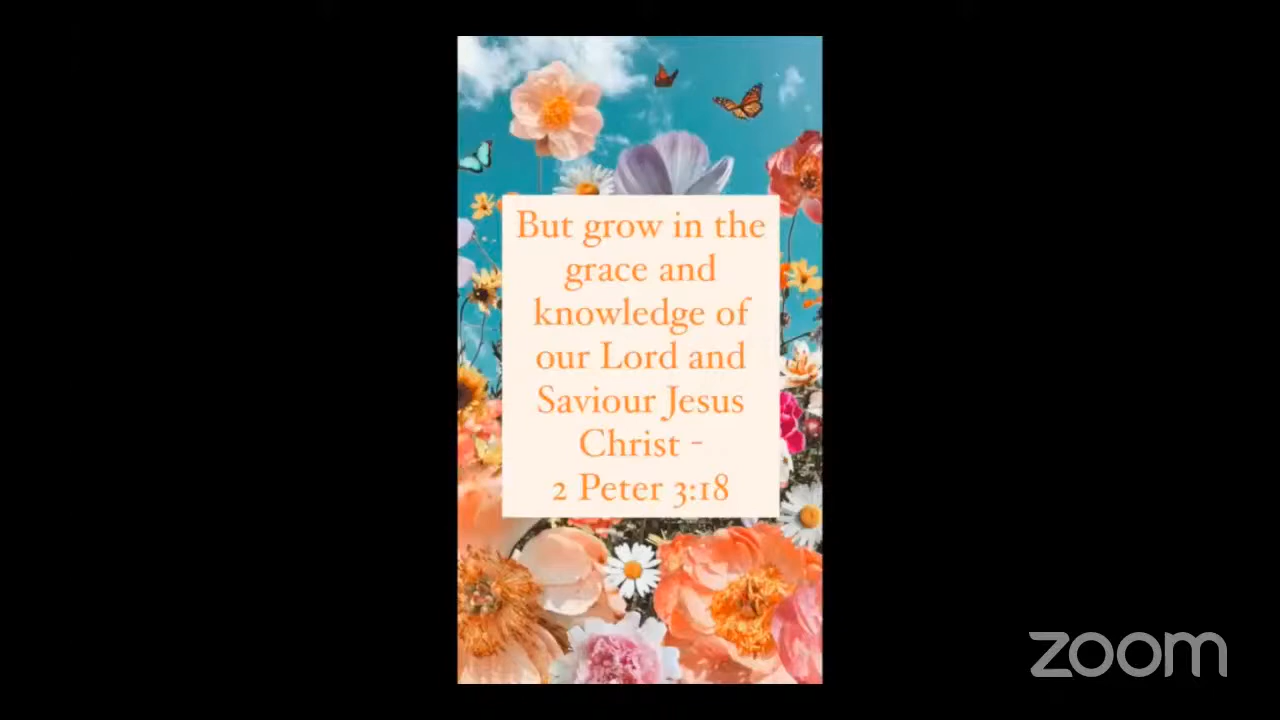 But grow in the
grace and
knowledge of
our Lord and
Saviour Jesus
Christ -
2 Peter 3:18
zoom